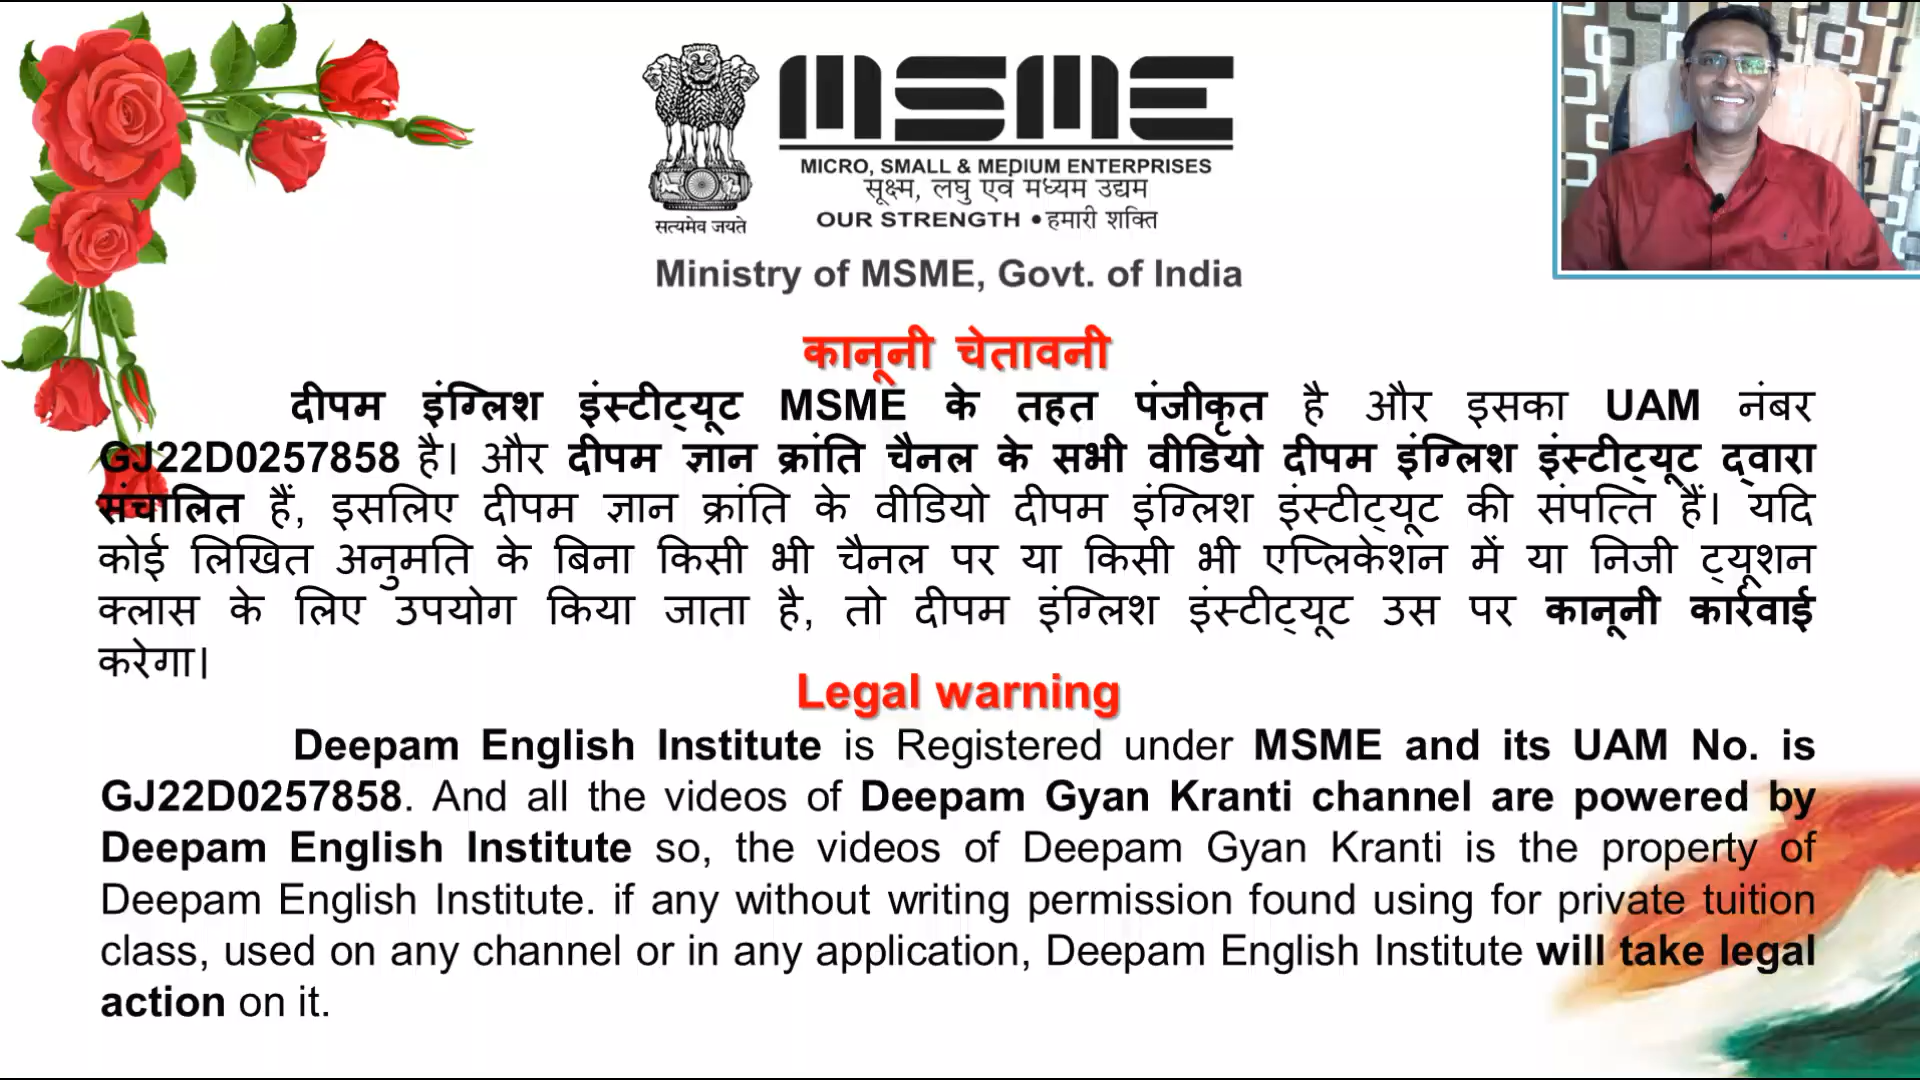 MSME
MICRO, SMALL & MEDIUM ENTERPRISES
सूक्ष्म, लघु एवं मध्यम उद्यम
सत्यमेव जयते
OUR STRENGTH • हमारी शक्ति
Ministry of MSME, Govt. of India
कानूनी चेतावनी
दीपम इंग्लिश इंस्टीट्यूट MSME के तहत पंजीकृत है और इसका UAM नंबर
GJ22D0257858 है। और दीपम ज्ञान क्रांति चैनल के सभी वीडियो दीपम इंग्लिश इंस्टीट्यूट द्वारा
संचालित हैं, इसलिए दीपम ज्ञान क्रांति के वीडियो दीपम इंग्लिश इंस्टीट्यूट की संपत्ति हैं। यदि
कोई लिखित अनुमति के बिना किसी भी चैनल पर या किसी भी एप्लिकेशन में या निजी ट्यूशन
क्लास के लिए उपयोग किया जाता है, तो दीपम इंग्लिश इंस्टीट्यूट उस पर कानूनी कार्रवाई
करेगा।
Legal warning
Deepam English Institute is Registered under MSME and its UAM No. is
GJ22D0257858. And all the videos of Deepam Gyan Kranti channel are powered by
Deepam English Institute so, the videos of Deepam Gyan Kranti is the property of
Deepam English Institute. if any without writing permission found using for private tuition
class, used on any channel or in any application, Deepam English Institute will take legal
action on it.